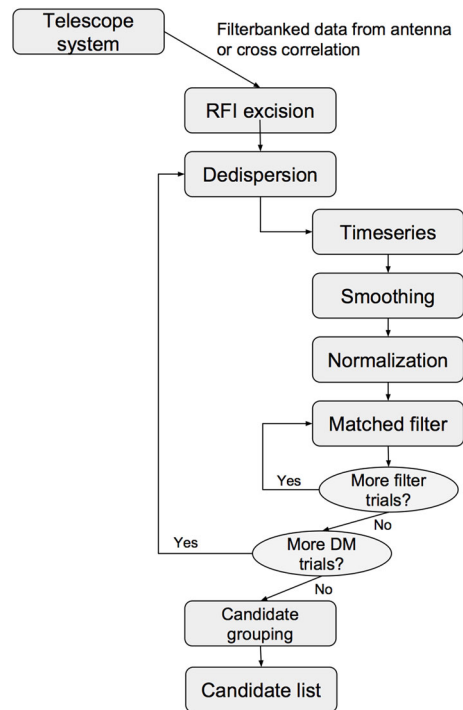 Telescope
system
Filterbanked data from antenna
or cross correlation
RFI excision
Dedispersion
Timeseries
Smoothing
Normalization
Matched filter
More filter
trials?
Yes
No
More DM
trials?
Yes
No
Candidate
grouping
Candidate list